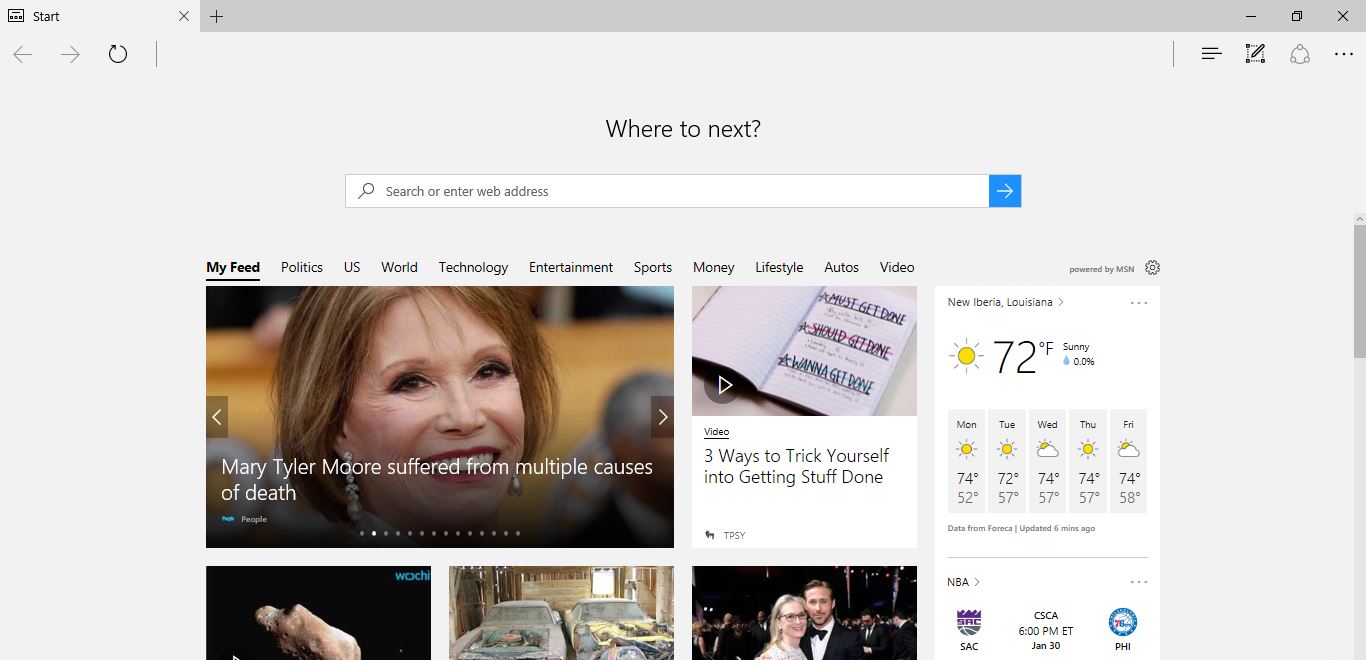 Start
Where to next?
Search or enter web address
My Feed Politics US World Technology Entertainment Sports Money Lifestyle Autos Video
powered by MSN
Mary Tyler Moore suffered from multiple causes
of death
People
MUST GET DONE
SHOULD GET DONE
WANNA GET DONE
Video
3 Ways to Trick Yourself
into Getting Stuff Done
TPSY
New Iberia, Louisiana
72°F
Sunny
0.0%
Mon Tue Wed Thu Fri
74° 72° 74° 74° 74°
52° 57° 57° 57° 58°
Data from Foreca | Updated 6 mins ago
NBA
SAC
CSCA
6:00 PM ET
Jan 30
76ers
SAC
PHI
wochit